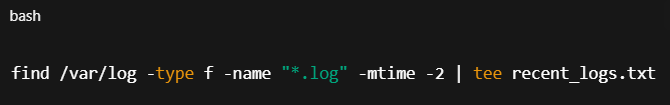 bash
find /var/log -type f -name "*.log" -mtime -2 | tee recent_logs.txt